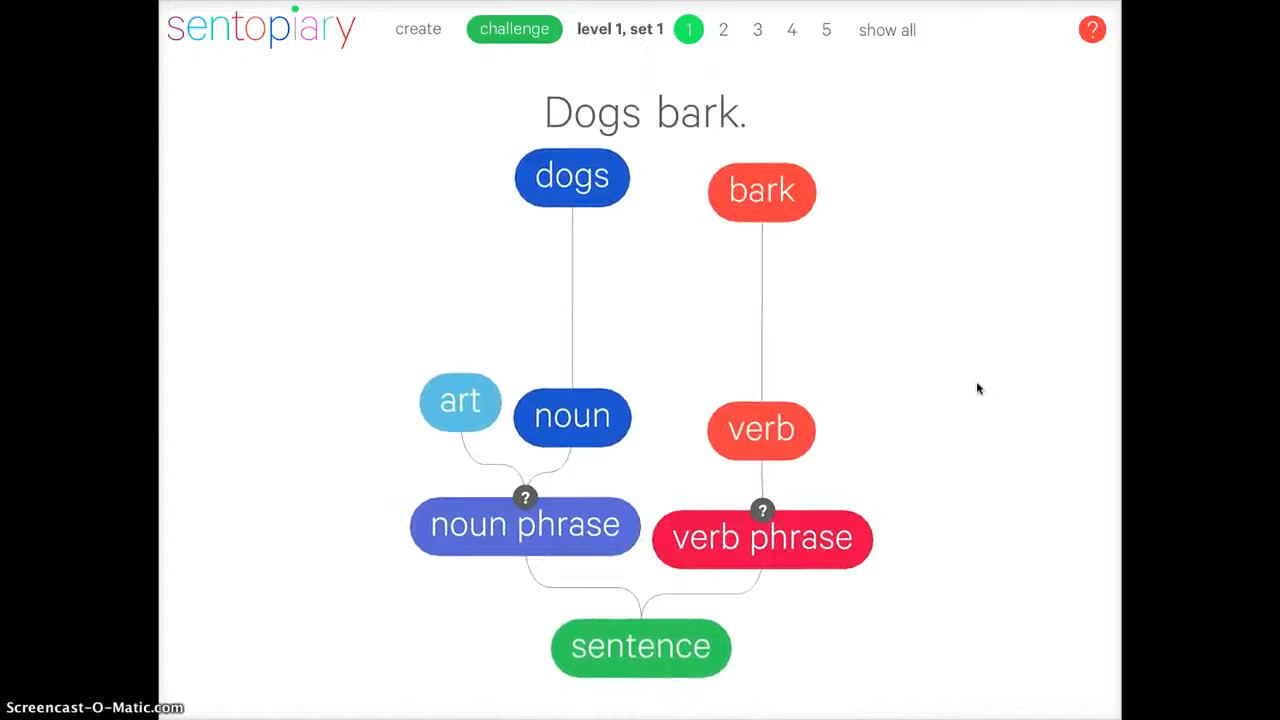 sentopiary create challenge level 1, set 1 1 2 3 4 5 show all ?
Dogs bark.
dogs bark
art noun verb
? ?
noun phrase verb phrase
sentence
Screencast-O-Matic.com